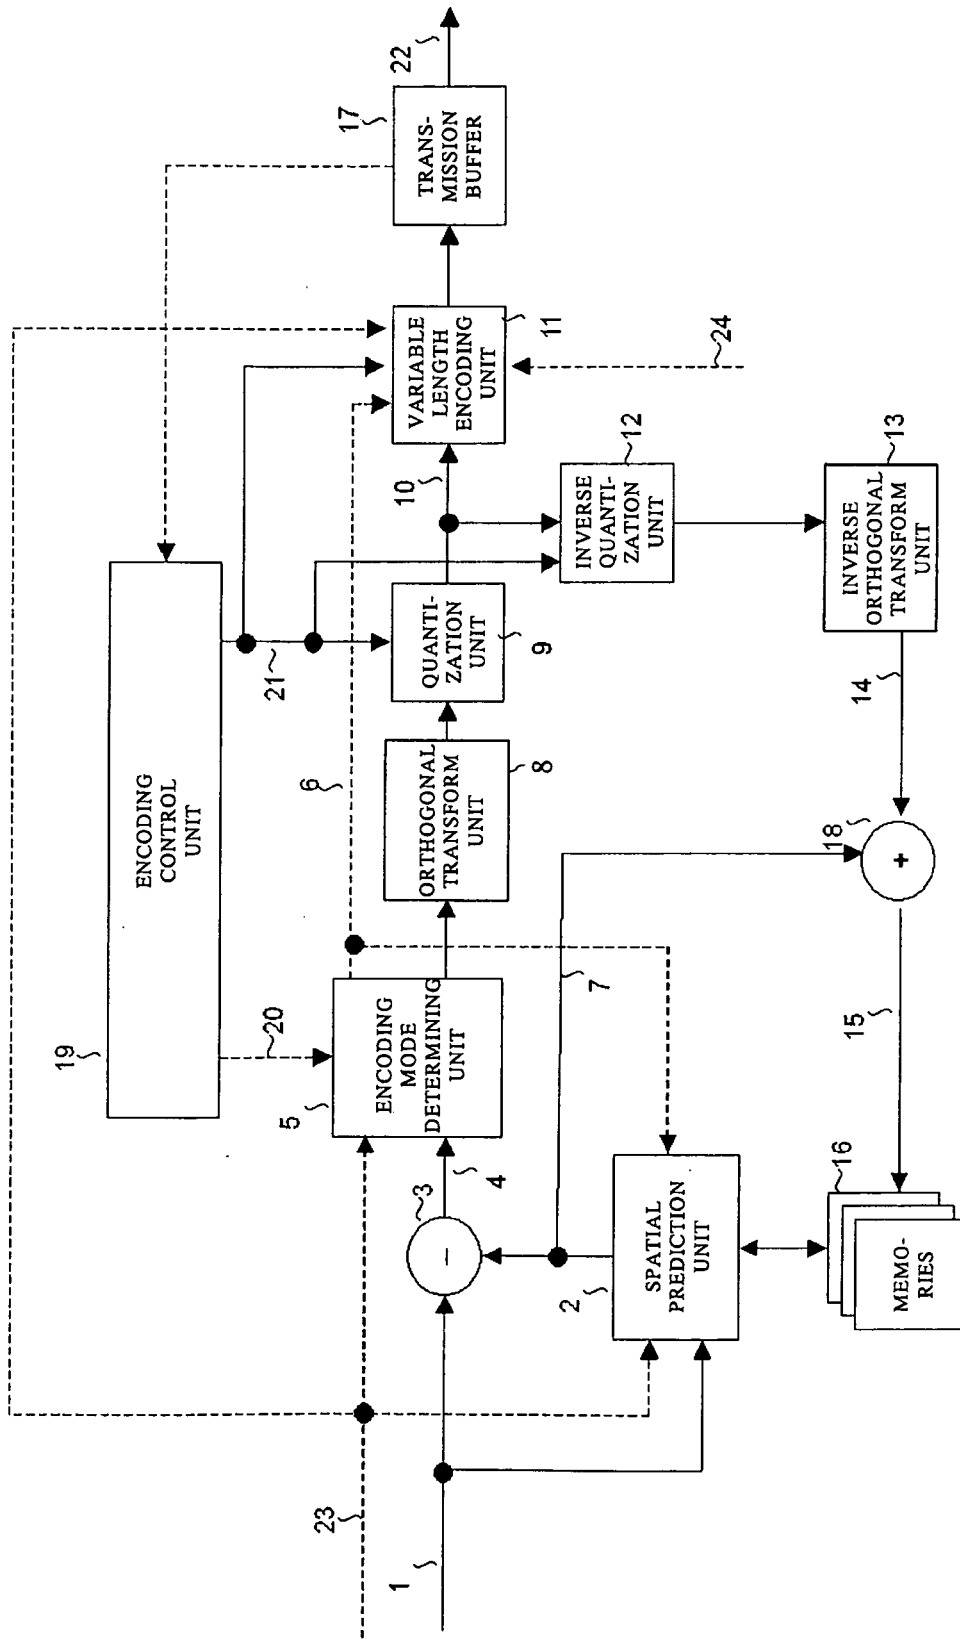 19
ENCODING
CONTROL
UNIT
20
21
23
1
3
4
5
ENCODING
MODE
DETERMINING
UNIT
6
ORTHOGONAL
TRANSFORM
UNIT
8
QUANTI-
ZATION
UNIT
9
10
VARIABLE
LENGTH
ENCODING
UNIT
11
17
TRANS-
MISSION
BUFFER
22
24
2
SPATIAL
PREDICTION
UNIT
7
INVERSE
QUANTI-
ZATION
UNIT
12
16
MEMO-
RIES
15
18
+
-
14
INVERSE
ORTHOGONAL
TRANSFORM
UNIT
13